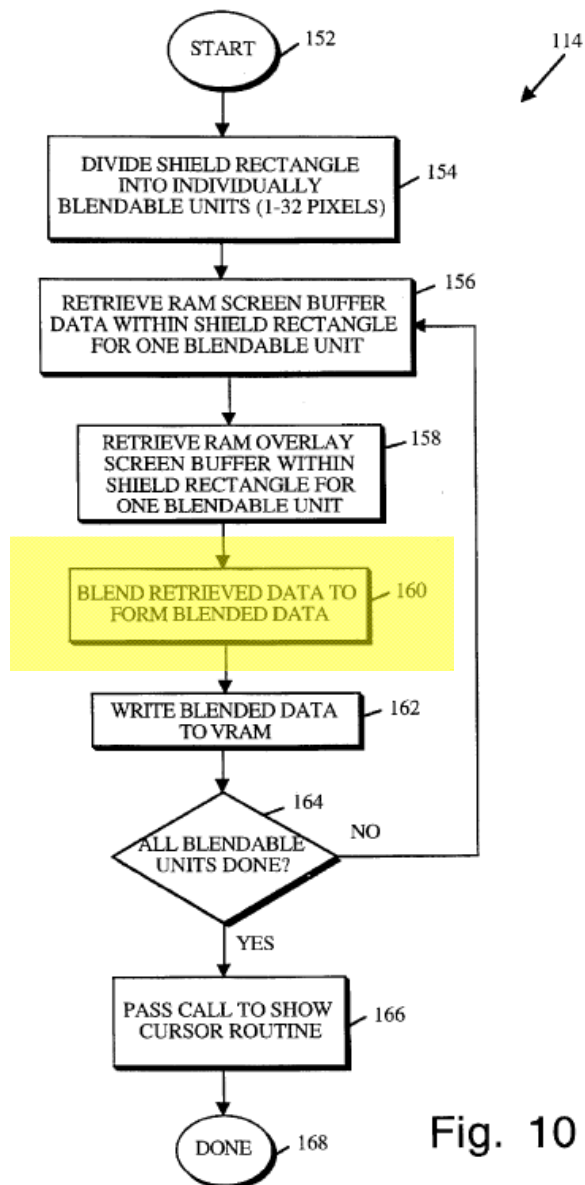 START
152
114
DIVIDE SHIELD RECTANGLE
INTO INDIVIDUALLY
BLENDABLE UNITS (1-32 PIXELS)
154
156
RETRIEVE RAM SCREEN BUFFER
DATA WITHIN SHIELD RECTANGLE
FOR ONE BLENDABLE UNIT
158
RETRIEVE RAM OVERLAY
SCREEN BUFFER WITHIN
SHIELD RECTANGLE FOR
ONE BLENDABLE UNIT
BLEND RETRIEVED DATA TO
FORM BLENDED DATA
160
WRITE BLENDED DATA
TO VRAM
162
164
ALL BLENDABLE
UNITS DONE?
NO
YES
PASS CALL TO SHOW
CURSOR ROUTINE
166
DONE
168
Fig. 10